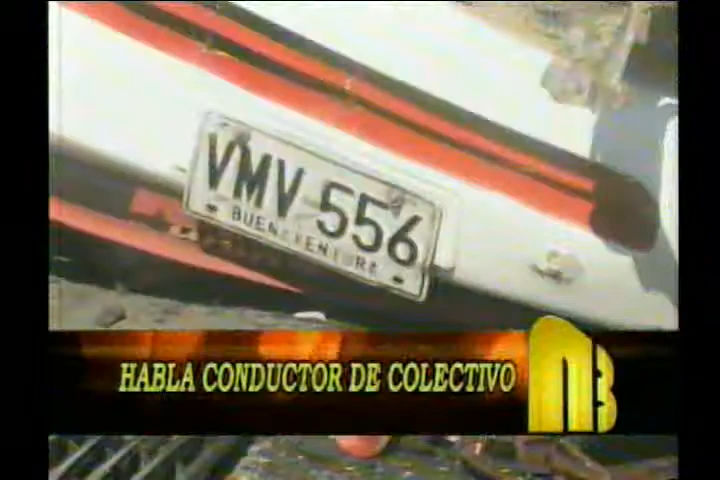 VMV 556
BUENAVENTURA
HABLA CONDUCTOR DE COLECTIVO